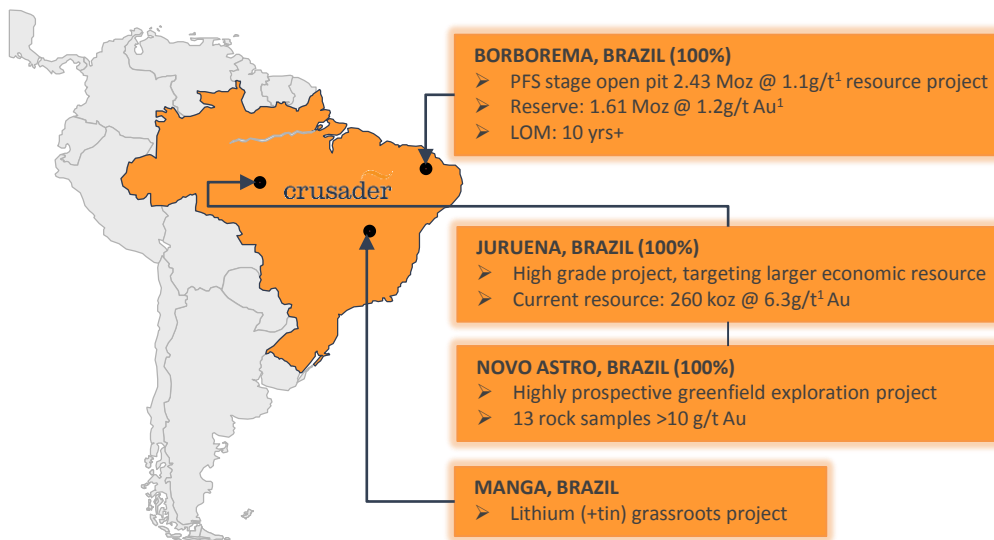 BORBOREMA, BRAZIL (100%)
➢ PFS stage open pit 2.43 Moz @ 1.1g/t¹ resource project
➢ Reserve: 1.61 Moz @ 1.2g/t Au¹
➢ LOM: 10 yrs+
crusader
JURUENA, BRAZIL (100%)
➢ High grade project, targeting larger economic resource
➢ Current resource: 260 koz @ 6.3g/t¹ Au
NOVO ASTRO, BRAZIL (100%)
➢ Highly prospective greenfield exploration project
➢ 13 rock samples >10 g/t Au
MANGA, BRAZIL
➢ Lithium (+tin) grassroots project